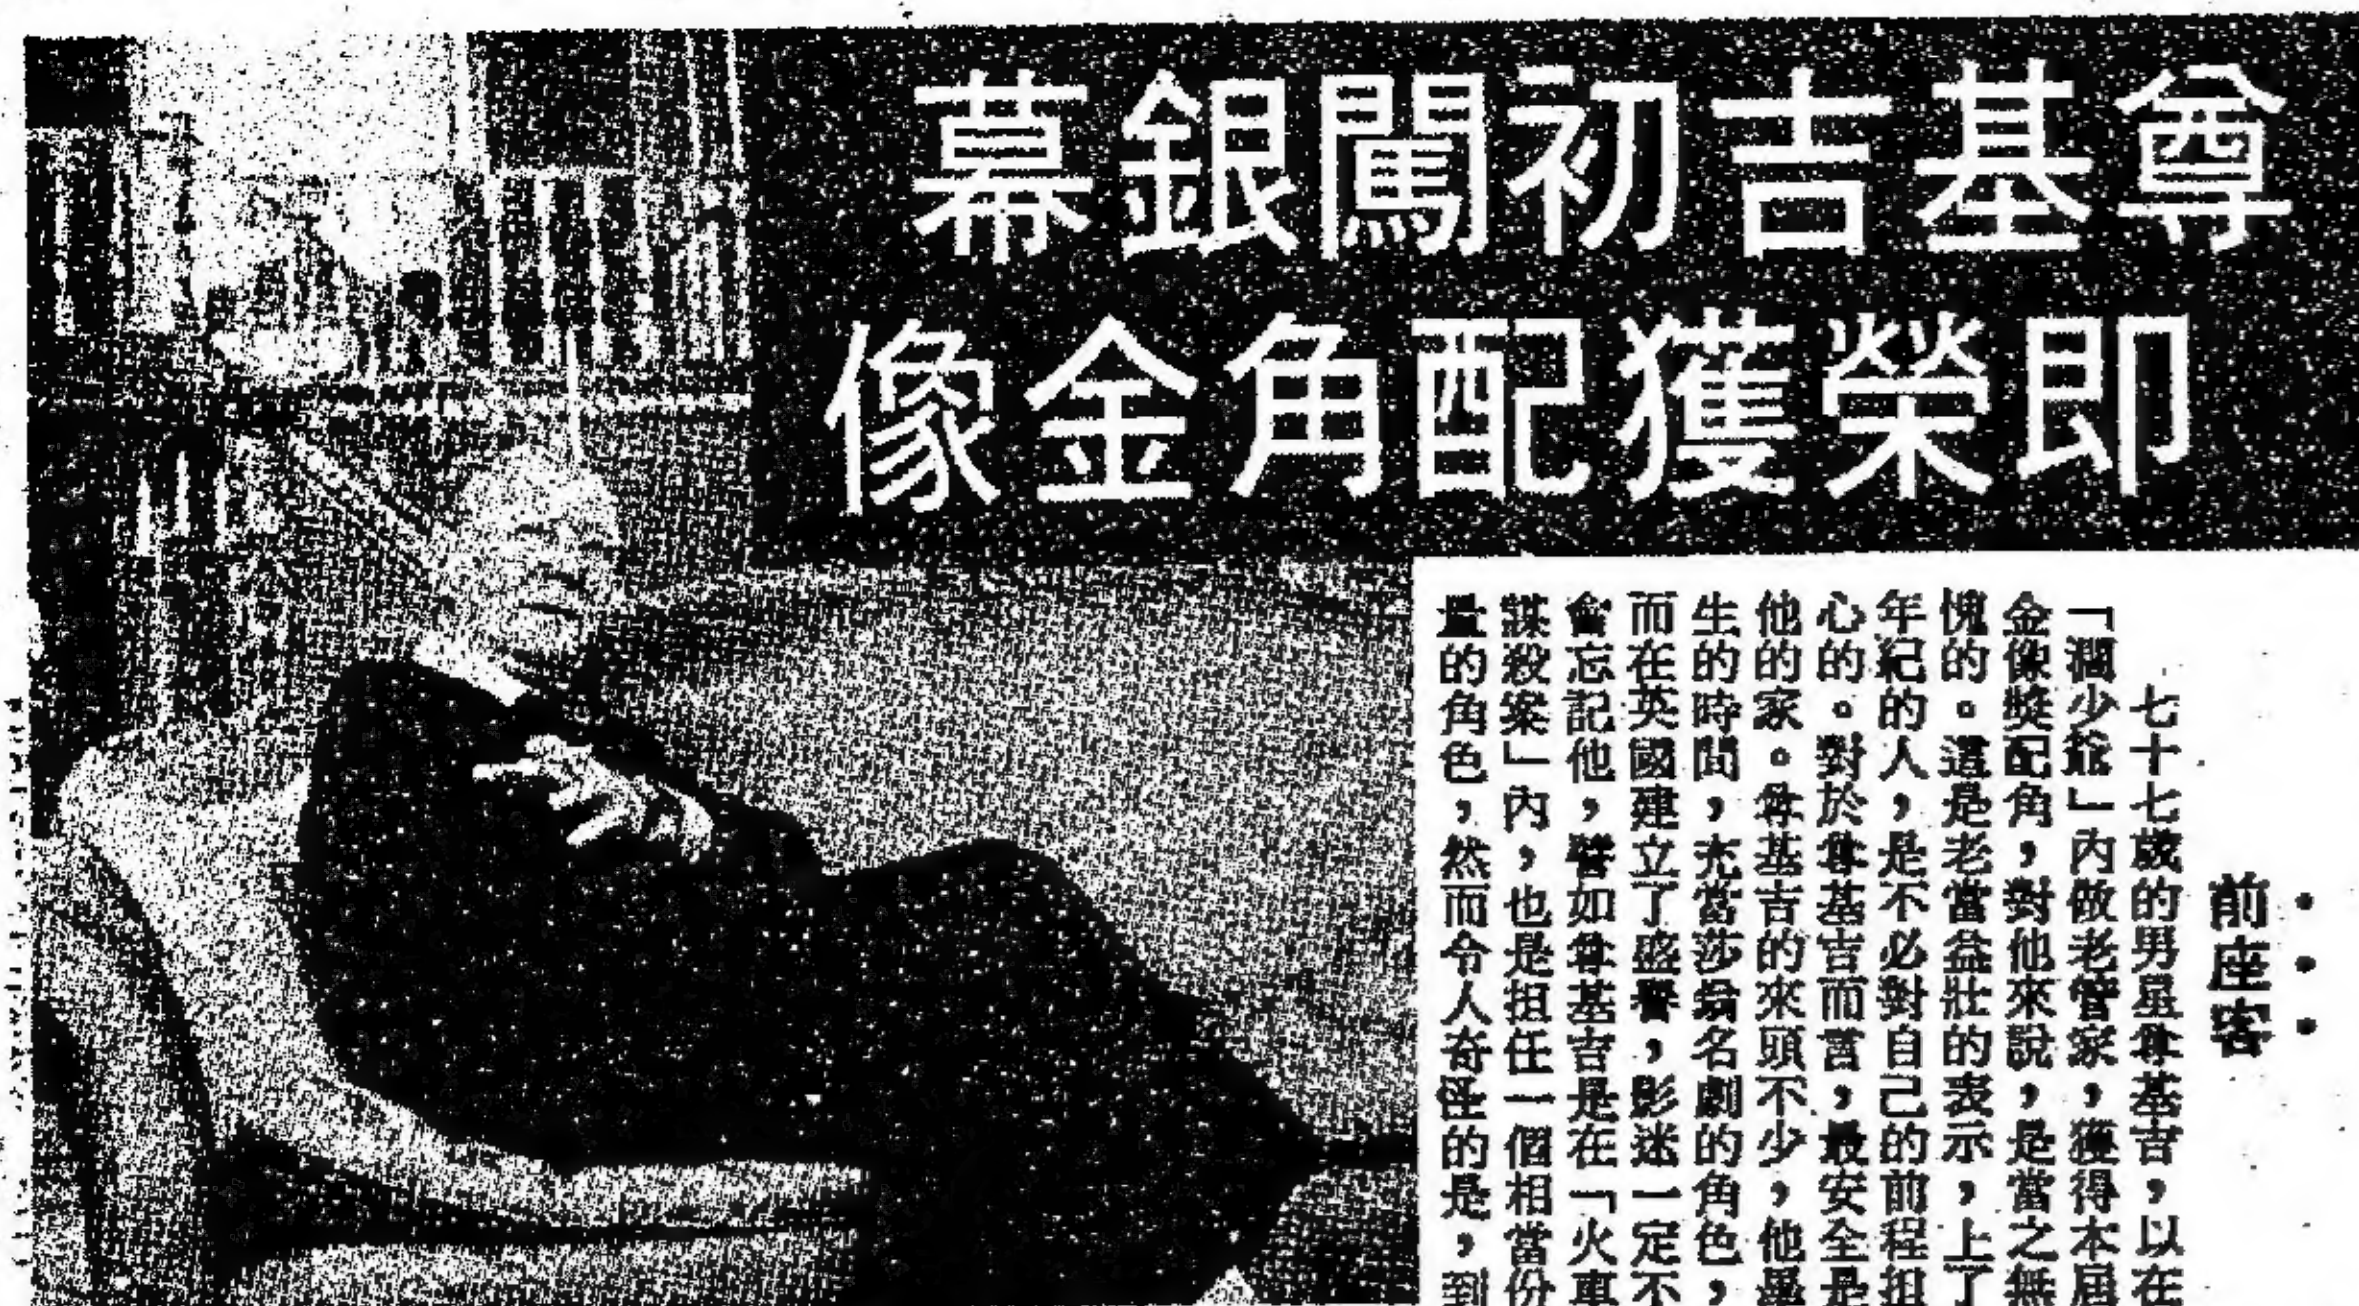 尊基吉初闖銀幕
即榮獲配角金像
前座客
七十七歲的男星尊基吉，以在
「濶少爺」內做老管家，獲得本屆
金像獎配角，對他來說，是當之無
愧的。這是老當益壯的表示，上了
年紀的人，是不必對自己的前程担
心的。對於尊基吉而言，最安全是
他的家。尊基吉的來頭不少，他畢
生的時間，充當莎翁名劇的角色，
而在英國建立了盛譽，影迷一定不
會忘記他，譬如尊基吉是在「火車
謀殺案」內，也是担任一個相當份
量的角色，然而令人奇怪的是，到